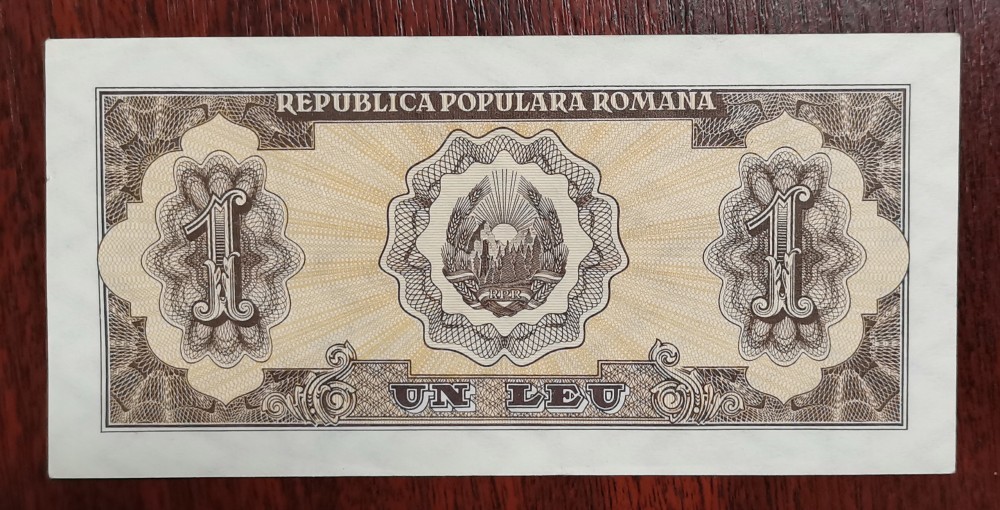 REPUBLICA POPULARA ROMANA
1 1
RPR
UN LEU